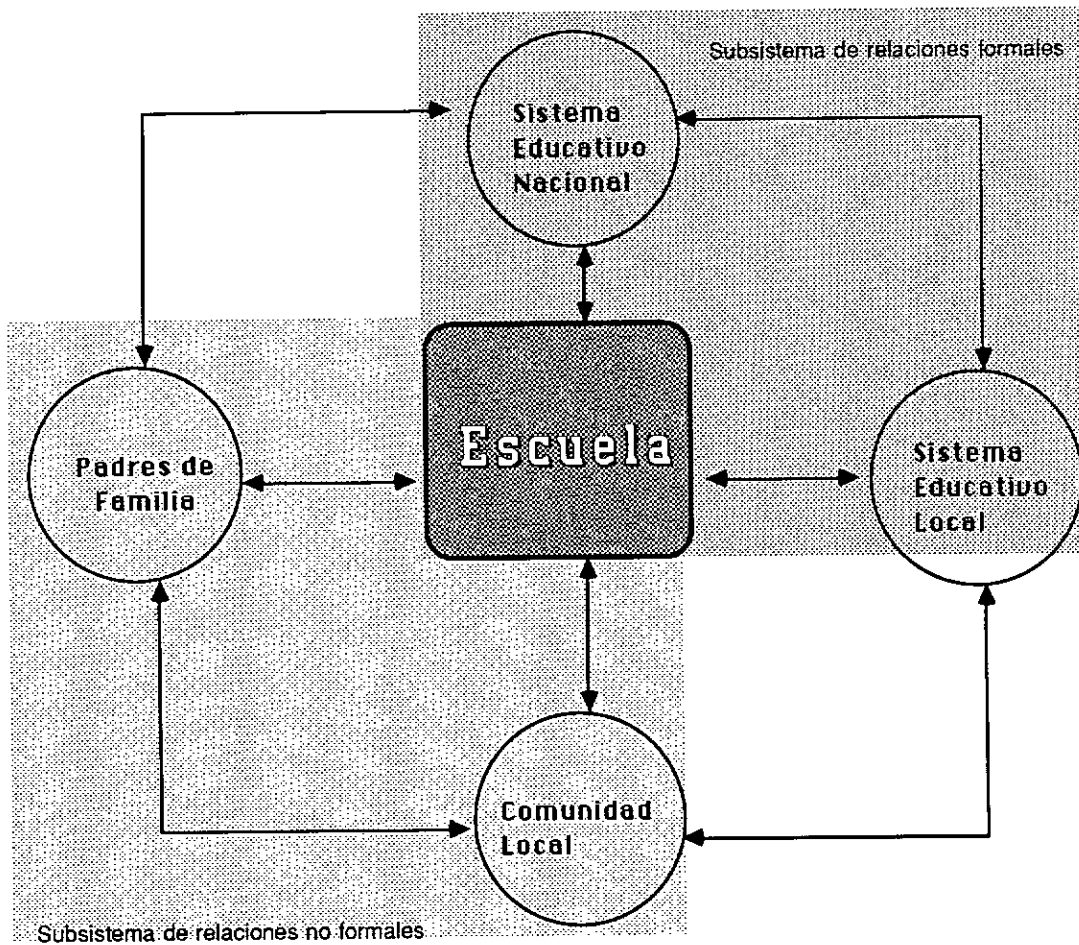 Subsistema de relaciones formales
Sistema
Educativo
Nacional
Escuela
Padres de
Familia
Sistema
Educativo
Local
Comunidad
Local
Subsistema de relaciones no formales